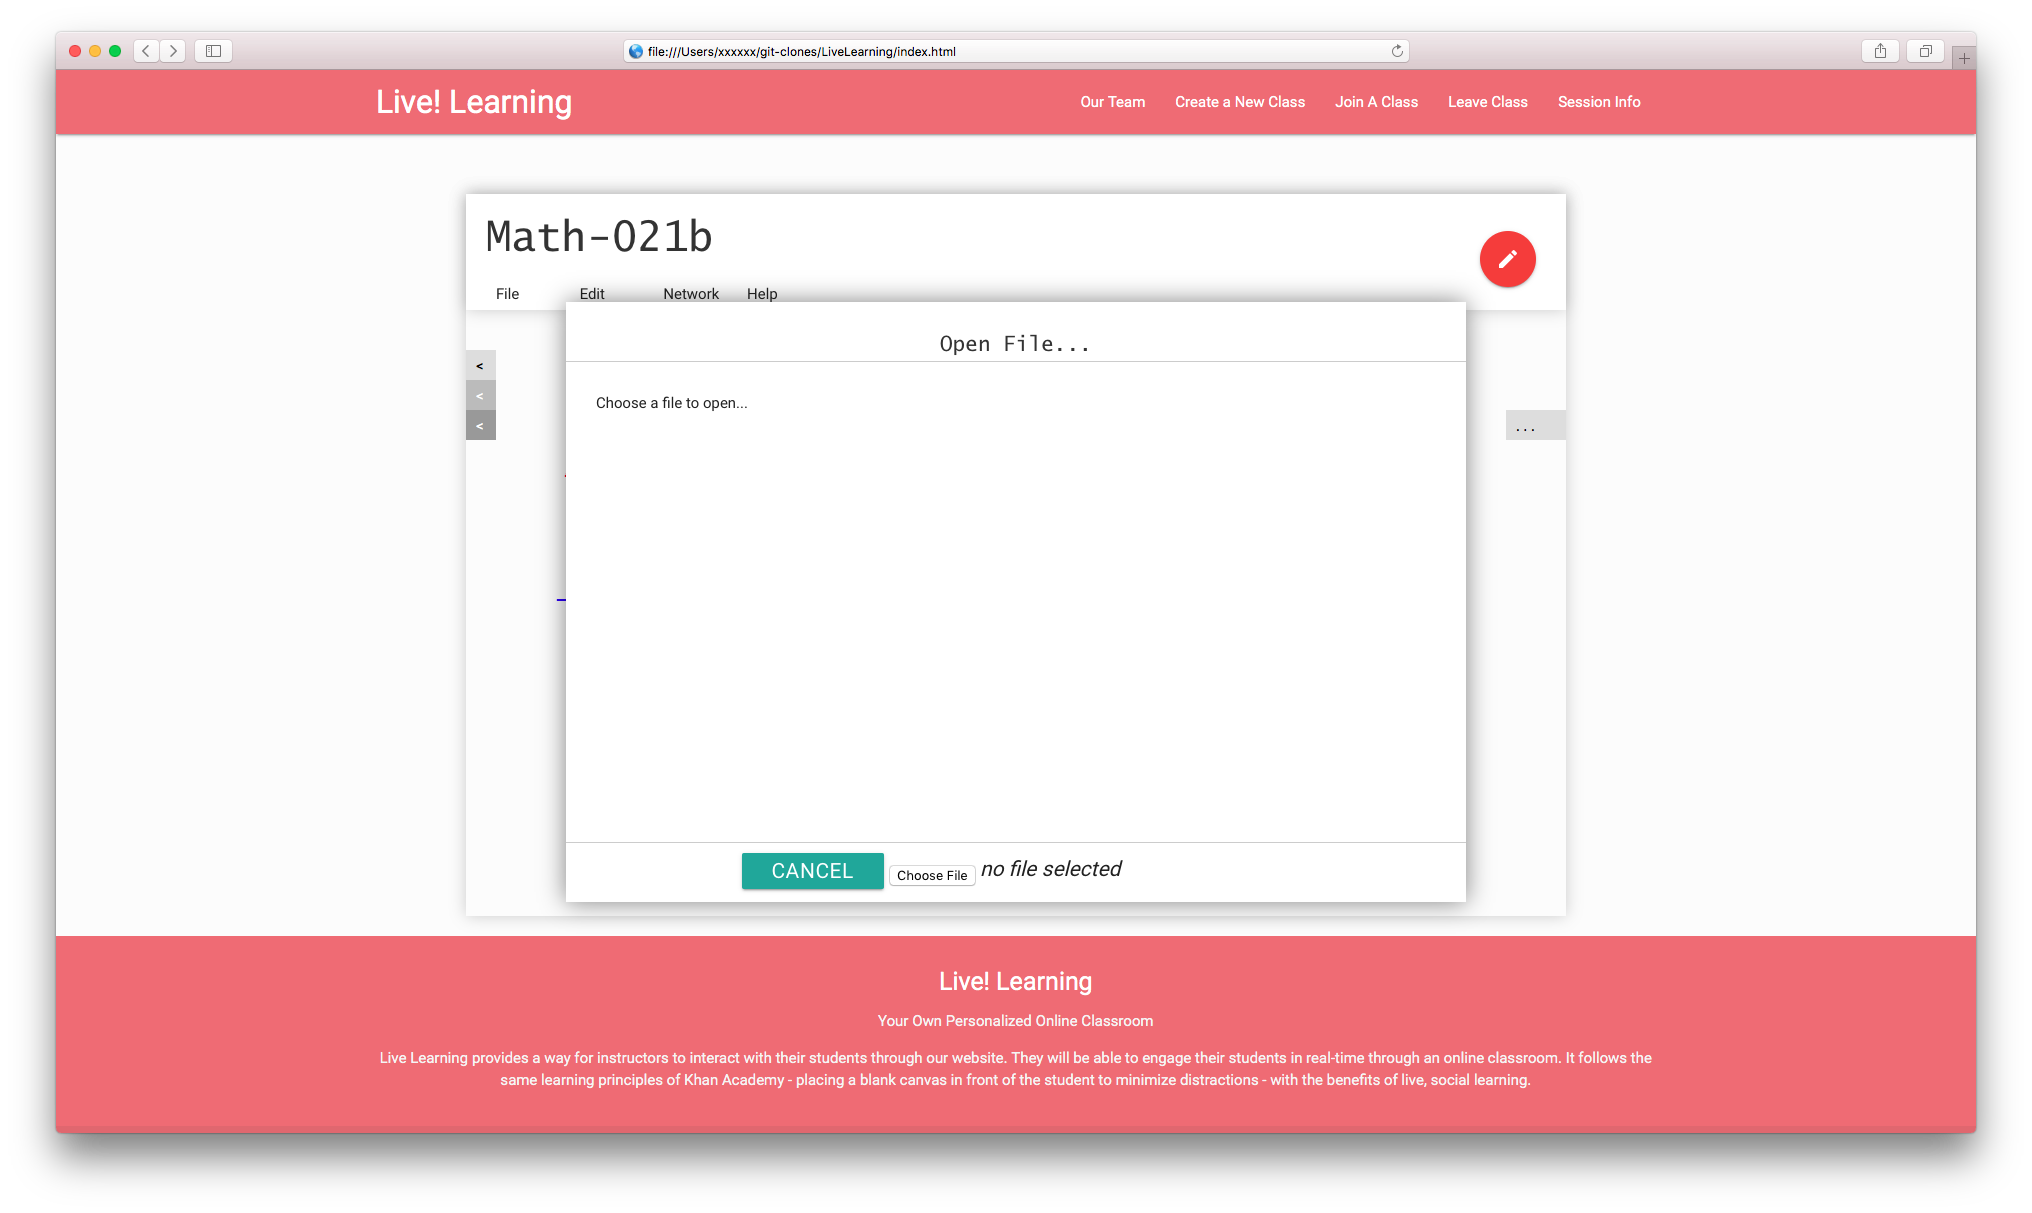 file:///Users/xxxxxx/git-clones/LiveLearning/index.html
Live! Learning
Our Team Create a New Class Join A Class Leave Class Session Info
Math-021b
File Edit Network Help
Open File...
<
<
<
Choose a file to open...
...
CANCEL Choose File no file selected
Live! Learning
Your Own Personalized Online Classroom
Live Learning provides a way for instructors to interact with their students through our website. They will be able to engage their students in real-time through an online classroom. It follows the
same learning principles of Khan Academy - placing a blank canvas in front of the student to minimize distractions - with the benefits of live, social learning.